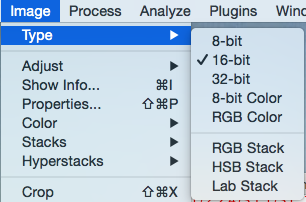 Image Process Analyze Plugins
Type
Adjust
Show Info... ⌘I
Properties... ⇧⌘P
Color
Stacks
Hyperstacks
Crop ⇧⌘X
8-bit
✓ 16-bit
32-bit
8-bit Color
RGB Color
RGB Stack
HSB Stack
Lab Stack